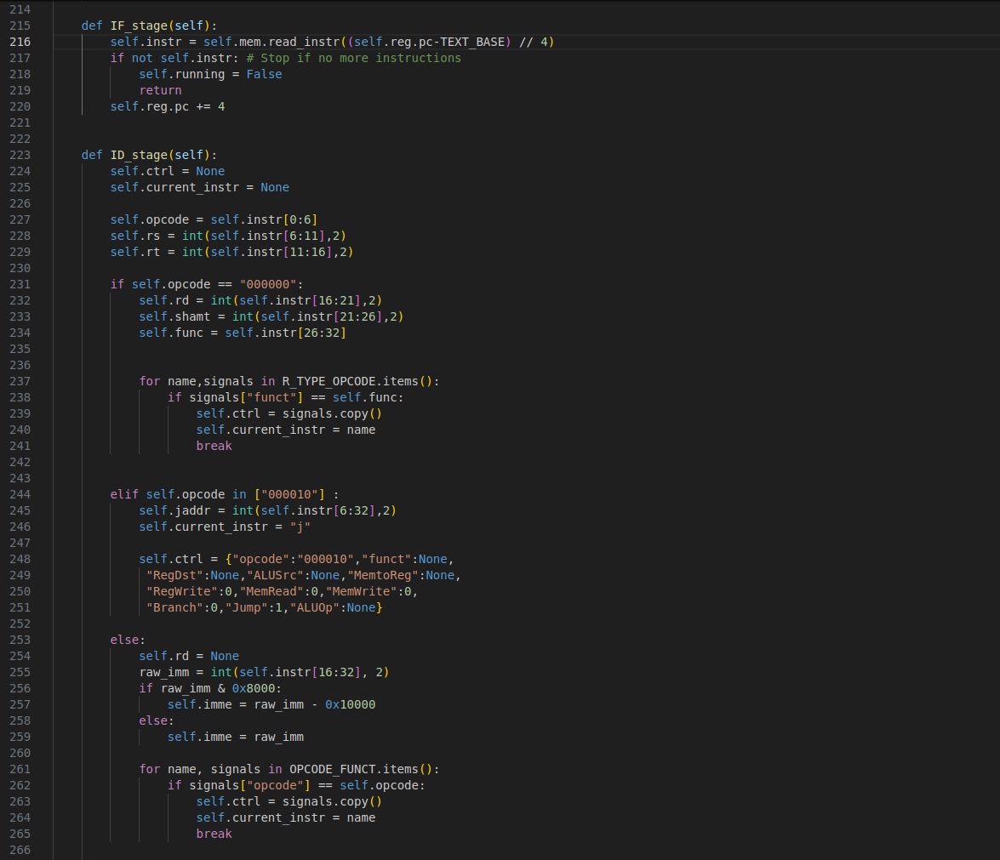 214
215 def IF_stage(self):
216 self.instr = self.mem.read_instr((self.reg.pc-TEXT_BASE) // 4)
217 if not self.instr: # Stop if no more instructions
218 self.running = False
219 return
220 self.reg.pc += 4
221
222
223 def ID_stage(self):
224 self.ctrl = None
225 self.current_instr = None
226
227 self.opcode = self.instr[0:6]
228 self.rs = int(self.instr[6:11],2)
229 self.rt = int(self.instr[11:16],2)
230
231 if self.opcode == "000000":
232 self.rd = int(self.instr[16:21],2)
233 self.shamt = int(self.instr[21:26],2)
234 self.func = self.instr[26:32]
235
236
237 for name,signals in R_TYPE_OPCODE.items():
238 if signals["funct"] == self.func:
239 self.ctrl = signals.copy()
240 self.current_instr = name
241 break
242
243
244 elif self.opcode in ["000010"] :
245 self.jaddr = int(self.instr[6:32],2)
246 self.current_instr = "j"
247
248 self.ctrl = {"opcode":"000010","funct":None,
249 "RegDst":None,"ALUSrc":None,"MemtoReg":None,
250 "RegWrite":0,"MemRead":0,"MemWrite":0,
251 "Branch":0,"Jump":1,"ALUOp":None}
252
253 else:
254 self.rd = None
255 raw_imm = int(self.instr[16:32], 2)
256 if raw_imm & 0x8000:
257 self.imme = raw_imm - 0x10000
258 else:
259 self.imme = raw_imm
260
261 for name, signals in OPCODE_FUNCT.items():
262 if signals["opcode"] == self.opcode:
263 self.ctrl = signals.copy()
264 self.current_instr = name
265 break
266